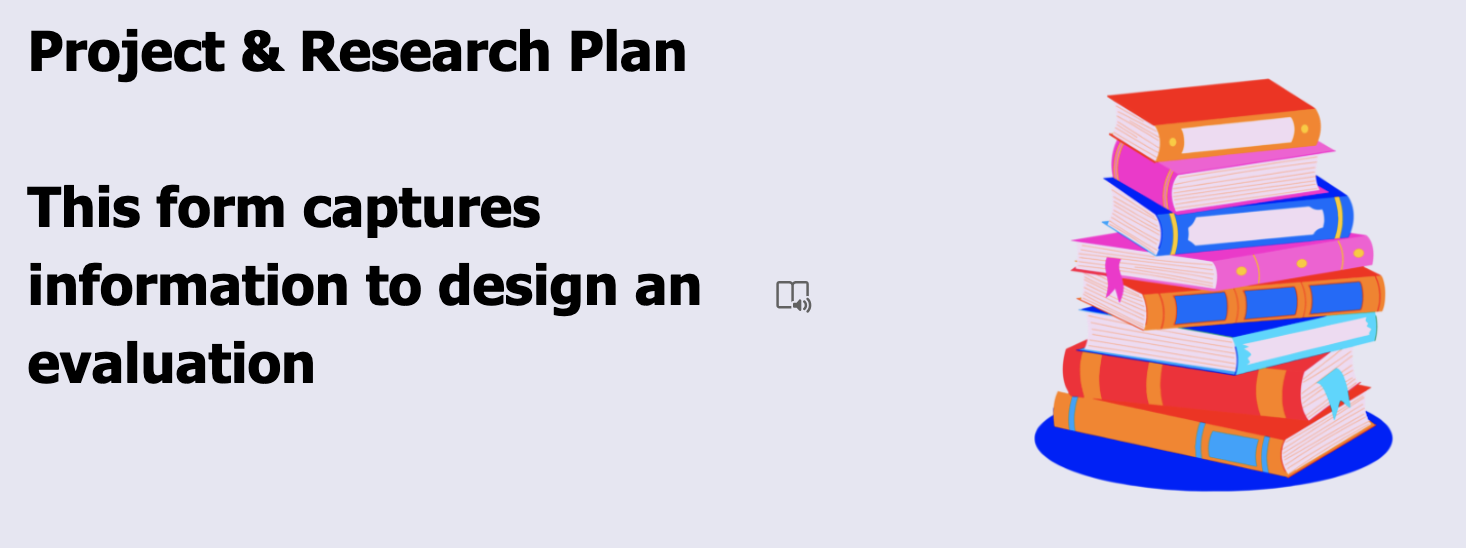 Project & Research Plan
This form captures
information to design an
evaluation